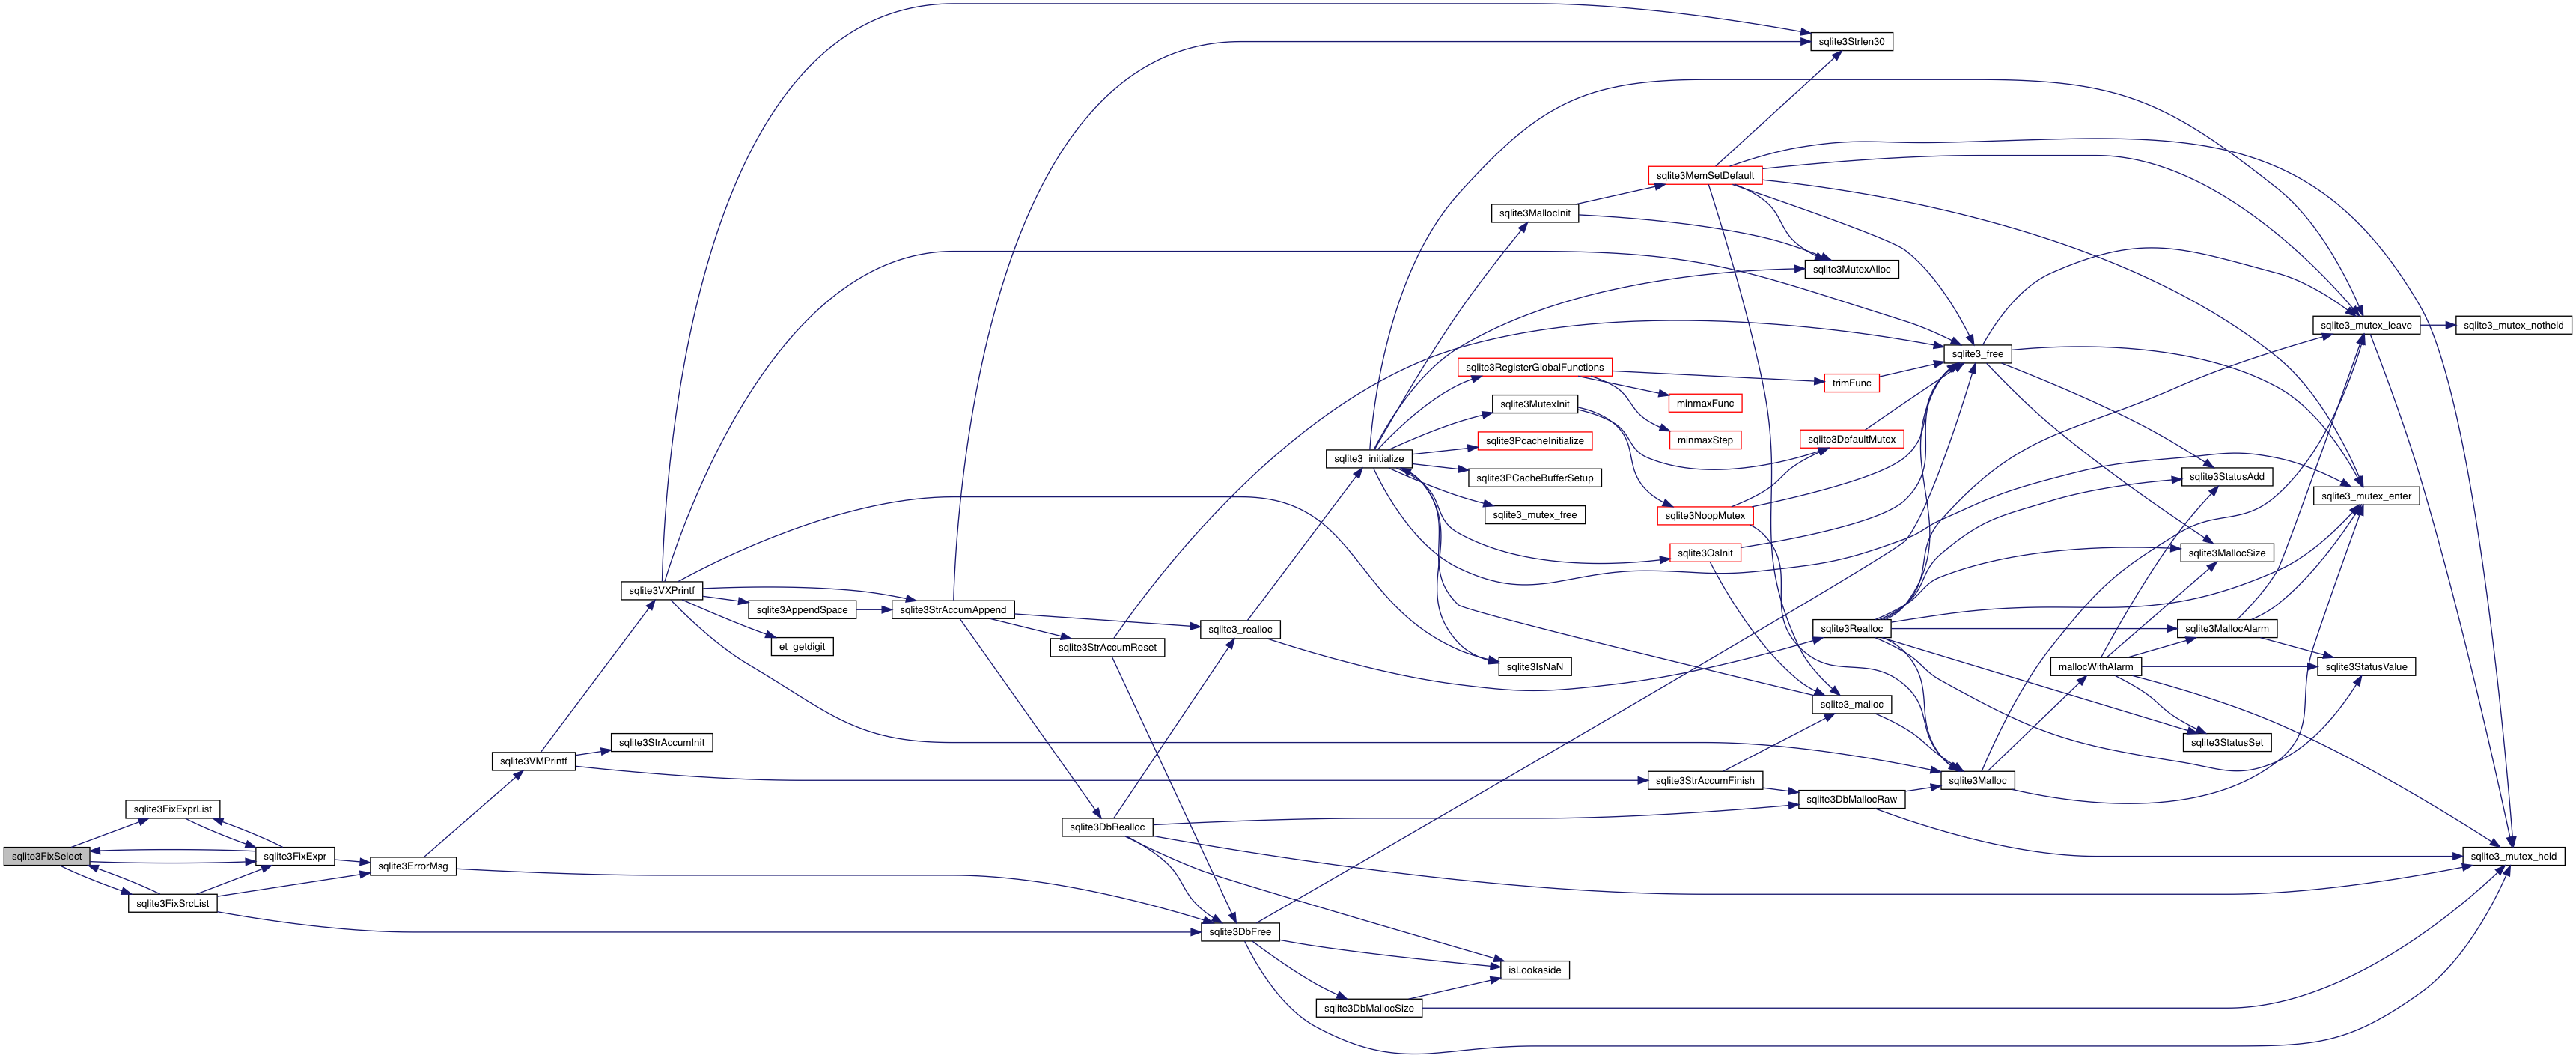 sqlite3Strlen30
sqlite3MemSetDefault
sqlite3MallocInit
sqlite3MutexAlloc
sqlite3_mutex_leave
sqlite3_mutex_notheld
sqlite3_free
sqlite3RegisterGlobalFunctions
trimFunc
sqlite3MutexInit
minmaxFunc
sqlite3PcacheInitialize
minmaxStep
sqlite3DefaultMutex
sqlite3_initialize
sqlite3PCacheBufferSetup
sqlite3StatusAdd
sqlite3_mutex_enter
sqlite3_mutex_free
sqlite3NoopMutex
sqlite3OsInit
sqlite3MallocSize
sqlite3VXPrintf
sqlite3AppendSpace
sqlite3StrAccumAppend
sqlite3_realloc
sqlite3Realloc
sqlite3MallocAlarm
et_getdigit
sqlite3StrAccumReset
sqlite3IsNaN
mallocWithAlarm
sqlite3StatusValue
sqlite3_malloc
sqlite3StrAccumInit
sqlite3StatusSet
sqlite3VMPrintf
sqlite3StrAccumFinish
sqlite3Malloc
sqlite3DbMallocRaw
sqlite3FixExprList
sqlite3DbRealloc
sqlite3FixSelect
sqlite3FixExpr
sqlite3ErrorMsg
sqlite3_mutex_held
sqlite3FixSrcList
sqlite3DbFree
isLookaside
sqlite3DbMallocSize